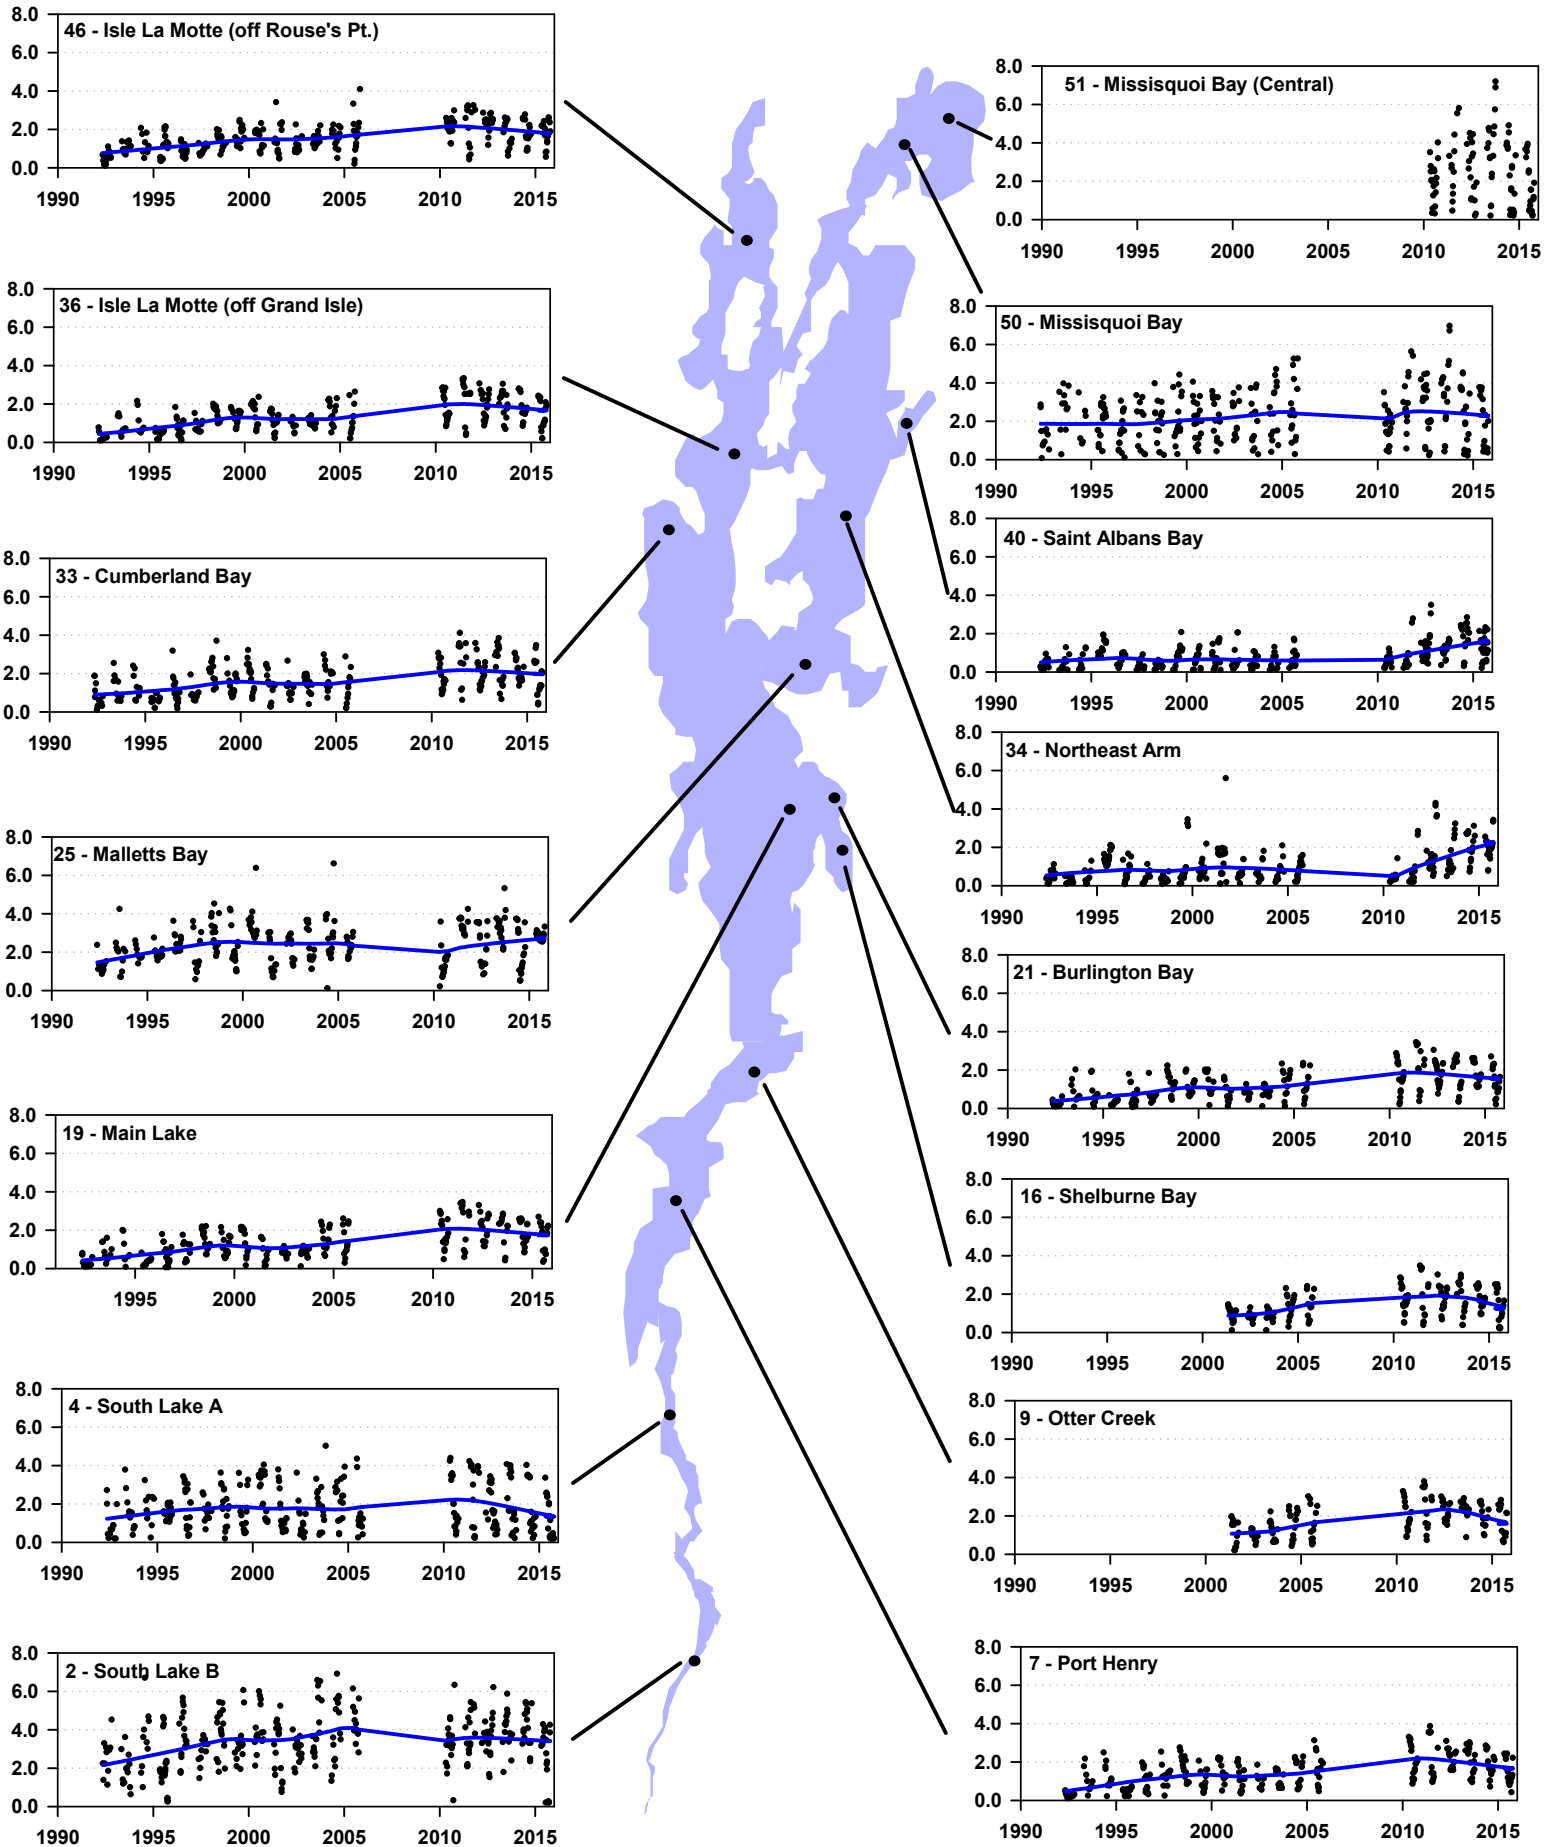 46 - Isle La Motte (off Rouse's Pt.)
8.0
6.0
4.0
2.0
0.0
1990 1995 2000 2005 2010 2015
51 - Missisquoi Bay (Central)
8.0
6.0
4.0
2.0
0.0
1990 1995 2000 2005 2010 2015
36 - Isle La Motte (off Grand Isle)
8.0
6.0
4.0
2.0
0.0
1990 1995 2000 2005 2010 2015
50 - Missisquoi Bay
8.0
6.0
4.0
2.0
0.0
1990 1995 2000 2005 2010 2015
33 - Cumberland Bay
8.0
6.0
4.0
2.0
0.0
1990 1995 2000 2005 2010 2015
40 - Saint Albans Bay
8.0
6.0
4.0
2.0
0.0
1990 1995 2000 2005 2010 2015
34 - Northeast Arm
8.0
6.0
4.0
2.0
0.0
1990 1995 2000 2005 2010 2015
25 - Malletts Bay
8.0
6.0
4.0
2.0
0.0
1990 1995 2000 2005 2010 2015
21 - Burlington Bay
8.0
6.0
4.0
2.0
0.0
1990 1995 2000 2005 2010 2015
19 - Main Lake
8.0
6.0
4.0
2.0
0.0
1995 2000 2005 2010 2015
16 - Shelburne Bay
8.0
6.0
4.0
2.0
0.0
1990 1995 2000 2005 2010 2015
4 - South Lake A
8.0
6.0
4.0
2.0
0.0
1990 1995 2000 2005 2010 2015
9 - Otter Creek
8.0
6.0
4.0
2.0
0.0
1990 1995 2000 2005 2010 2015
2 - South Lake B
8.0
6.0
4.0
2.0
0.0
1990 1995 2000 2005 2010 2015
7 - Port Henry
8.0
6.0
4.0
2.0
0.0
1990 1995 2000 2005 2010 2015